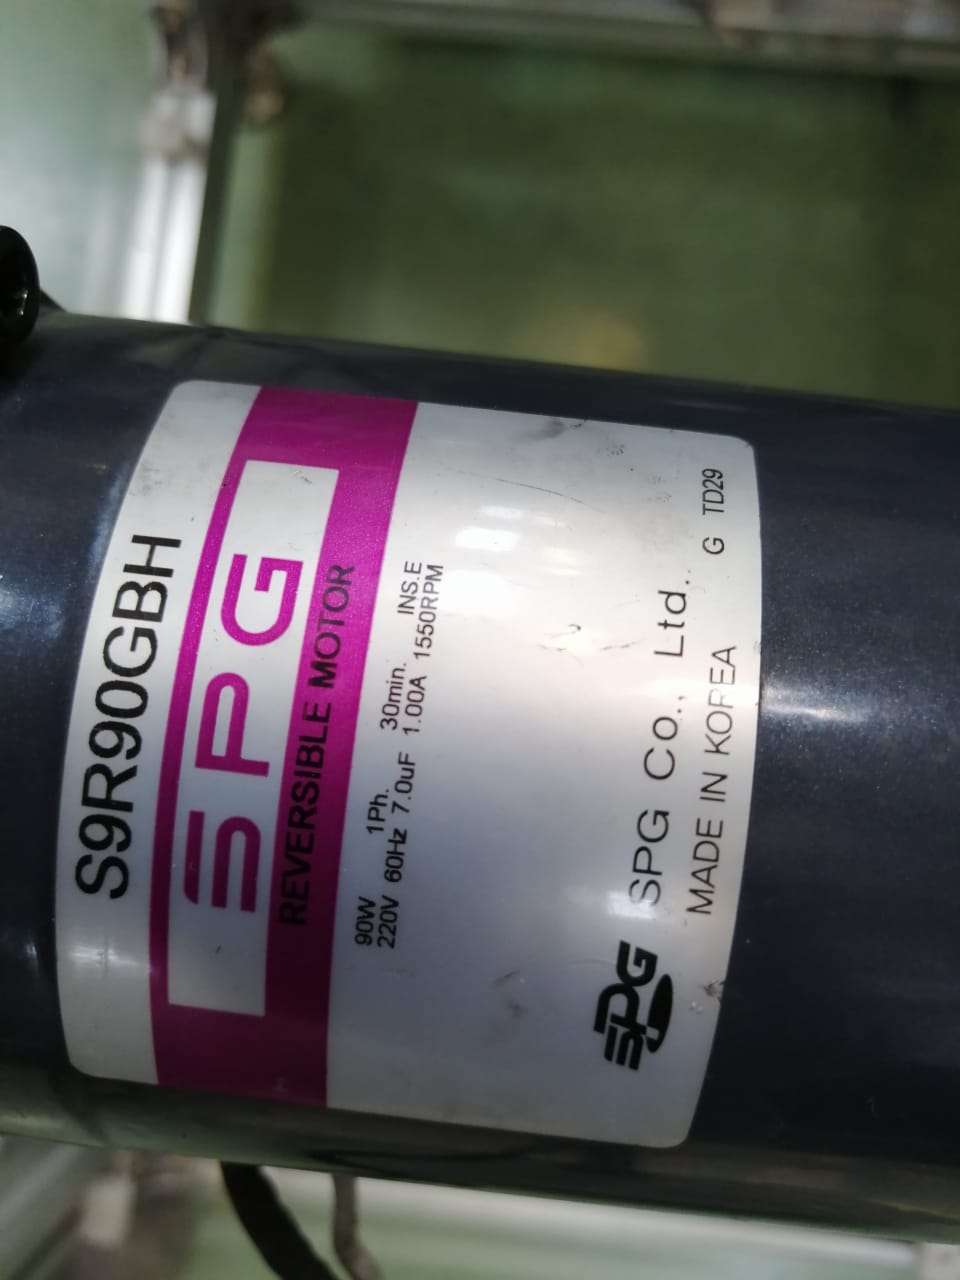 S9R90GBH
SPG
REVERSIBLE MOTOR
90W 1Ph. 30min. INS.E
220V 60Hz 7.0uF 1.00A 1550RPM
SPG SPG Co., Ltd.
MADE IN KOREA G TD29